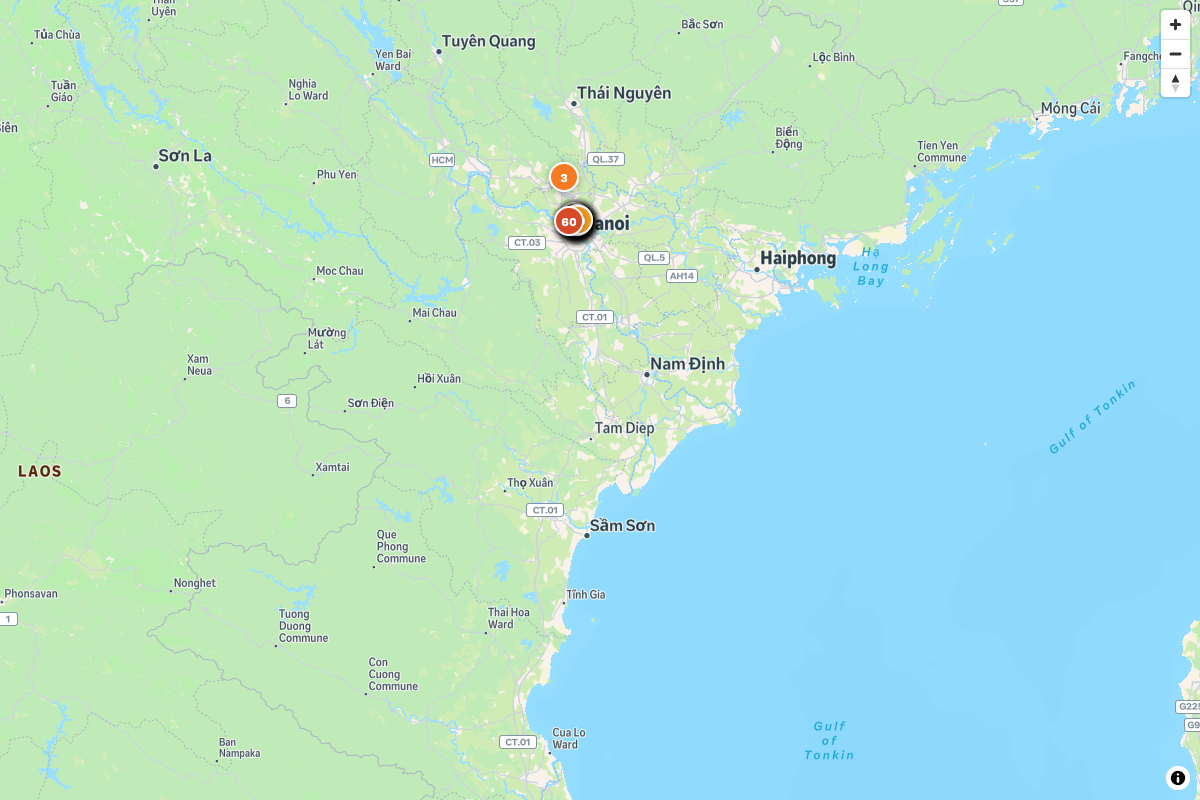 Uyên
Tủa Chùa
Tuyên Quang
Bắc Sơn
Yen Bai
Ward
Lộc Bình
Fangche
Tuần
Giáo
Nghia
Lo Ward
Thái Nguyên
Móng Cái
Biên
Biển
Động
Tien Yen
Commune
Sơn La
HCM
QL.37
Phu Yen
3
60
anoi
CT.03
QL.5
Haiphong
Hạ
Long
Bay
AH14
Moc Chau
Mai Chau
CT.01
Mường
Lát
Xam
Neua
Nam Định
Hồi Xuân
6
Sơn Điện
Gulf of Tonkin
Tam Diep
LAOS
Xamtai
Thọ Xuân
CT.01
Sầm Sơn
Que
Phong
Commune
Nonghet
Phonsavan
Tĩnh Gia
1
Tuong
Duong
Commune
Thai Hoa
Ward
Con
Cuong
Commune
G225
G9
Gulf
of
Tonkin
Ban
Nampaka
CT.01
Cua Lo
Ward